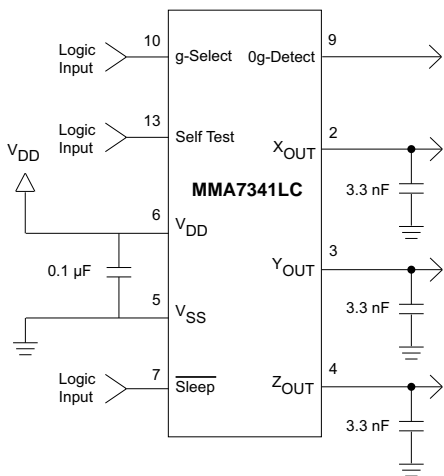 Logic
Input
10
g-Select
0g-Detect
9
Logic
Input
13
Self Test
2
XOUT
3.3 nF
VDD
MMA7341LC
6
VDD
0.1 µF
3
YOUT
3.3 nF
5
VSS
Logic
Input
7
Sleep
4
ZOUT
3.3 nF